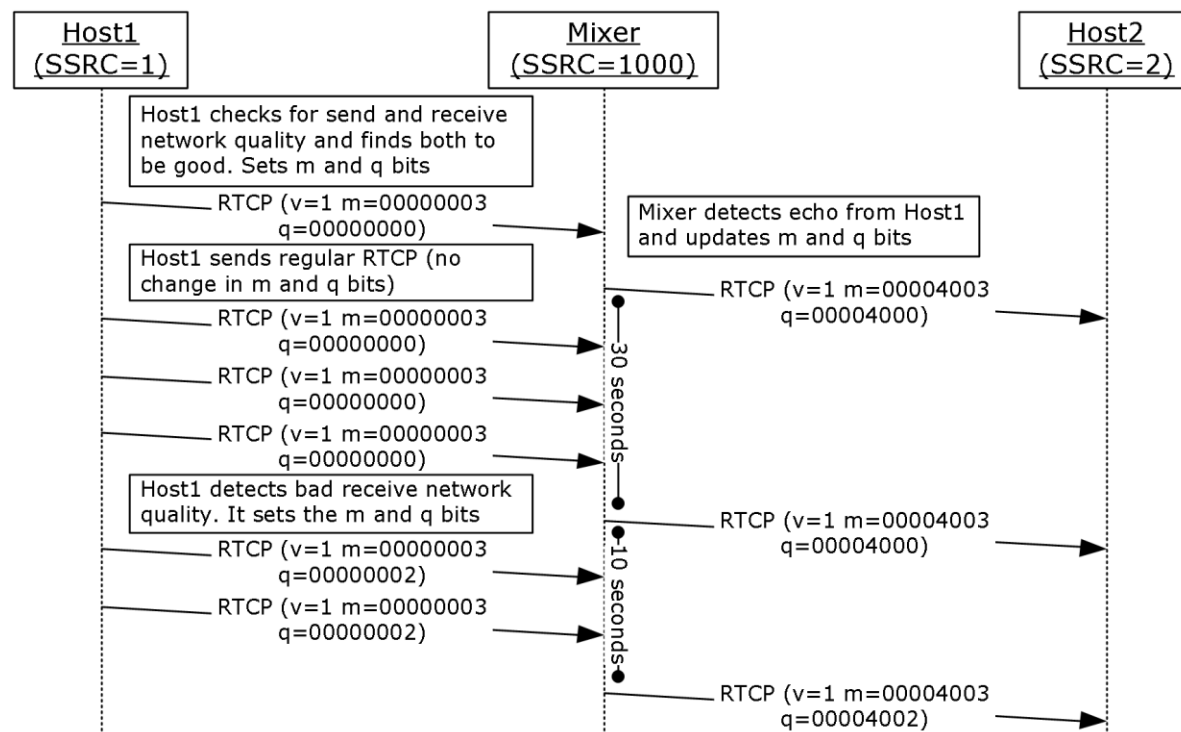 Host1
(SSRC=1)
Mixer
(SSRC=1000)
Host2
(SSRC=2)
Host1 checks for send and receive
network quality and finds both to
be good. Sets m and q bits
RTCP (v=1 m=00000003
q=00000000)
Mixer detects echo from Host1
and updates m and q bits
Host1 sends regular RTCP (no
change in m and q bits)
RTCP (v=1 m=00004003
q=00004000)
RTCP (v=1 m=00000003
q=00000000)
30 seconds
RTCP (v=1 m=00000003
q=00000000)
RTCP (v=1 m=00000003
q=00000000)
Host1 detects bad receive network
quality. It sets the m and q bits
RTCP (v=1 m=00004003
q=00004000)
RTCP (v=1 m=00000003
q=00000002)
10 seconds
RTCP (v=1 m=00000003
q=00000002)
RTCP (v=1 m=00004003
q=00004002)